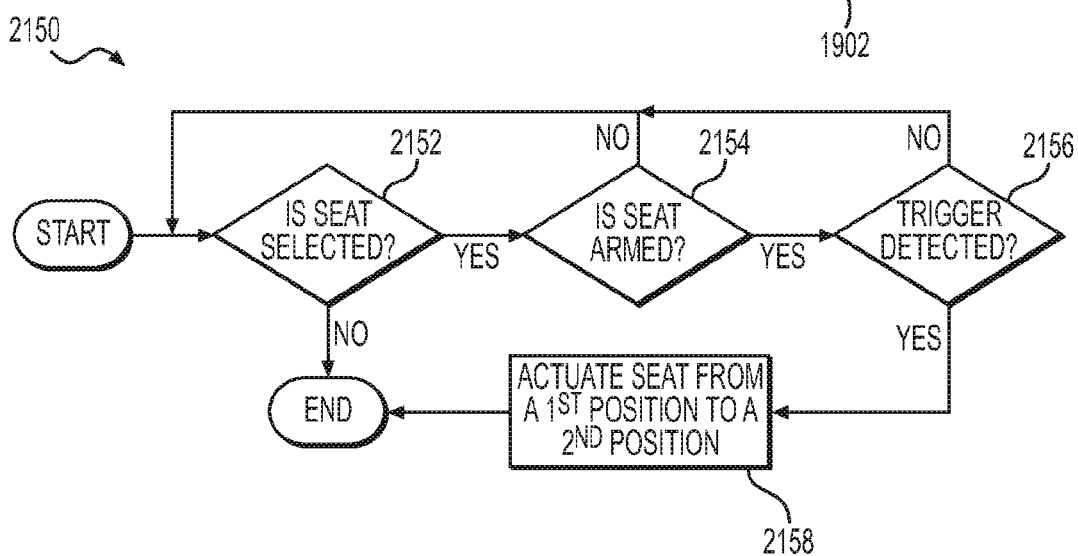 1902
2150
NO
NO
2152
2154
2156
START
IS SEAT
SELECTED?
YES
IS SEAT
ARMED?
YES
TRIGGER
DETECTED?
NO
YES
END
ACTUATE SEAT FROM
A 1ST POSITION TO A
2ND POSITION
2158